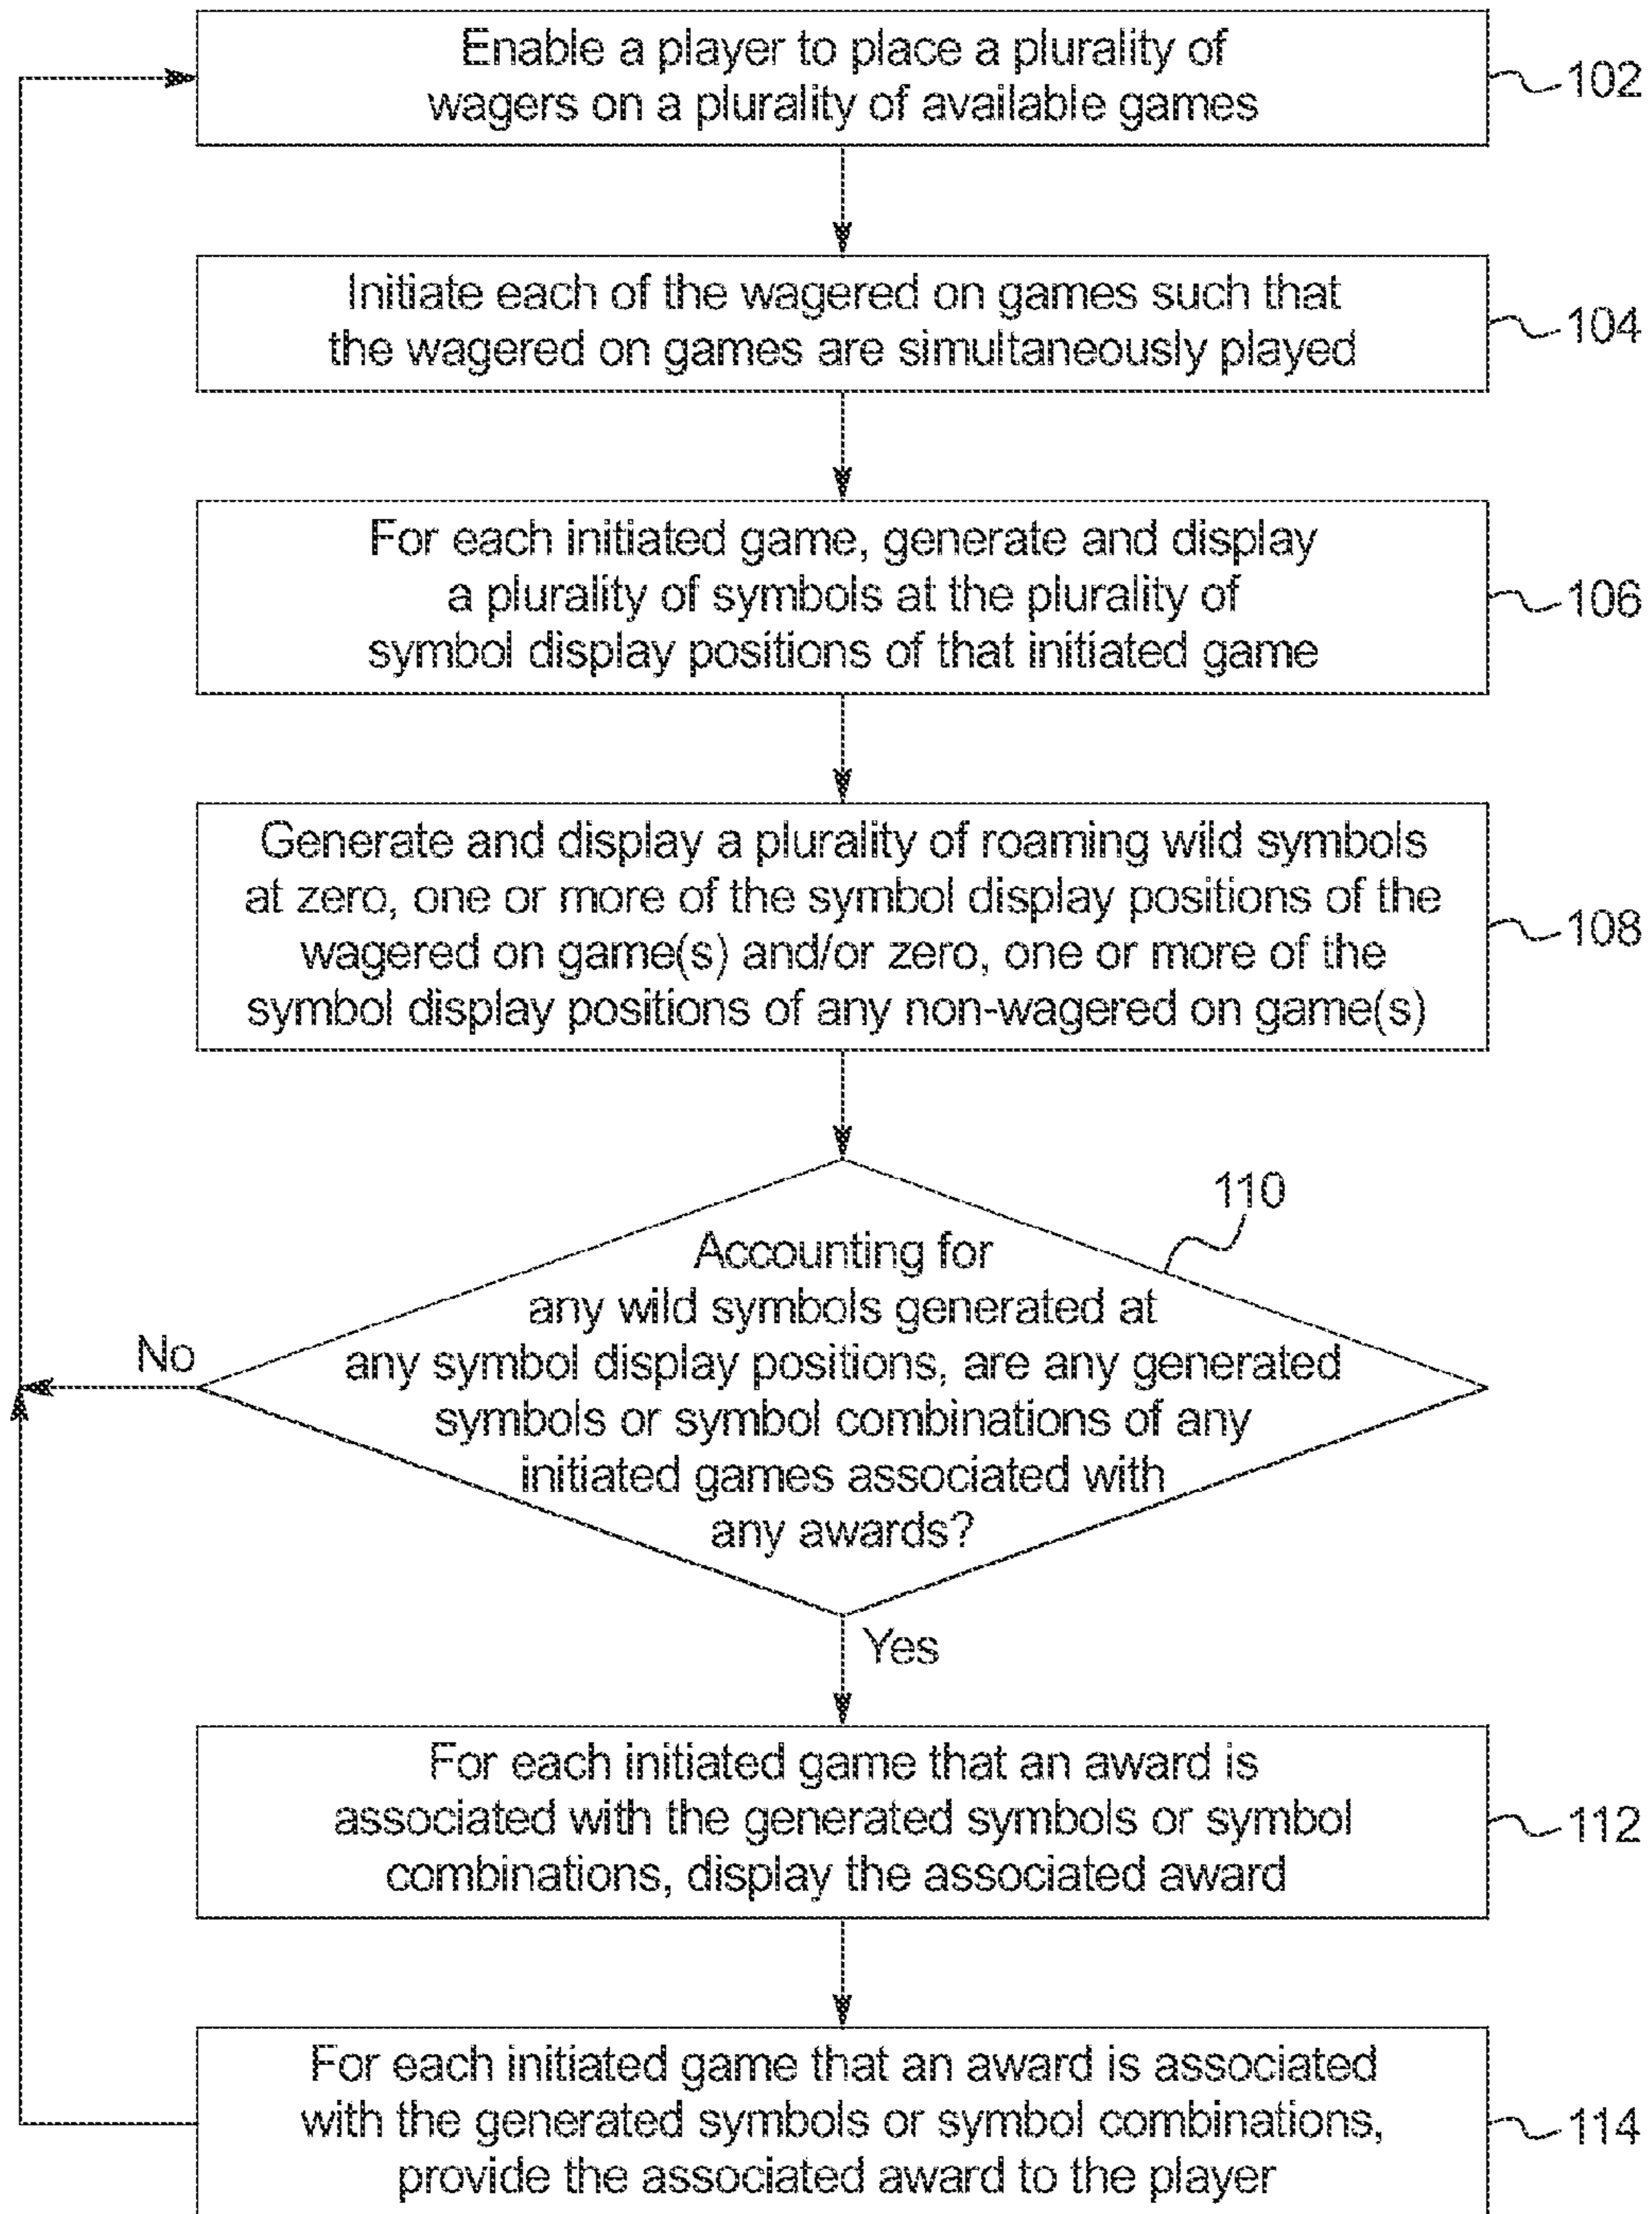 Enable a player to place a plurality of
wagers on a plurality of available games
102
Initiate each of the wagered on games such that
the wagered on games are simultaneously played
104
For each initiated game, generate and display
a plurality of symbols at the plurality of
symbol display positions of that initiated game
106
Generate and display a plurality of roaming wild symbols
at zero, one or more of the symbol display positions of the
wagered on game(s) and/or zero, one or more of the
symbol display positions of any non-wagered on game(s)
108
110
Accounting for
any wild symbols generated at
any symbol display positions, are any generated
symbols or symbol combinations of any
initiated games associated with
any awards?
No
Yes
For each initiated game that an award is
associated with the generated symbols or symbol
combinations, display the associated award
112
For each initiated game that an award is associated
with the generated symbols or symbol combinations,
provide the associated award to the player
114